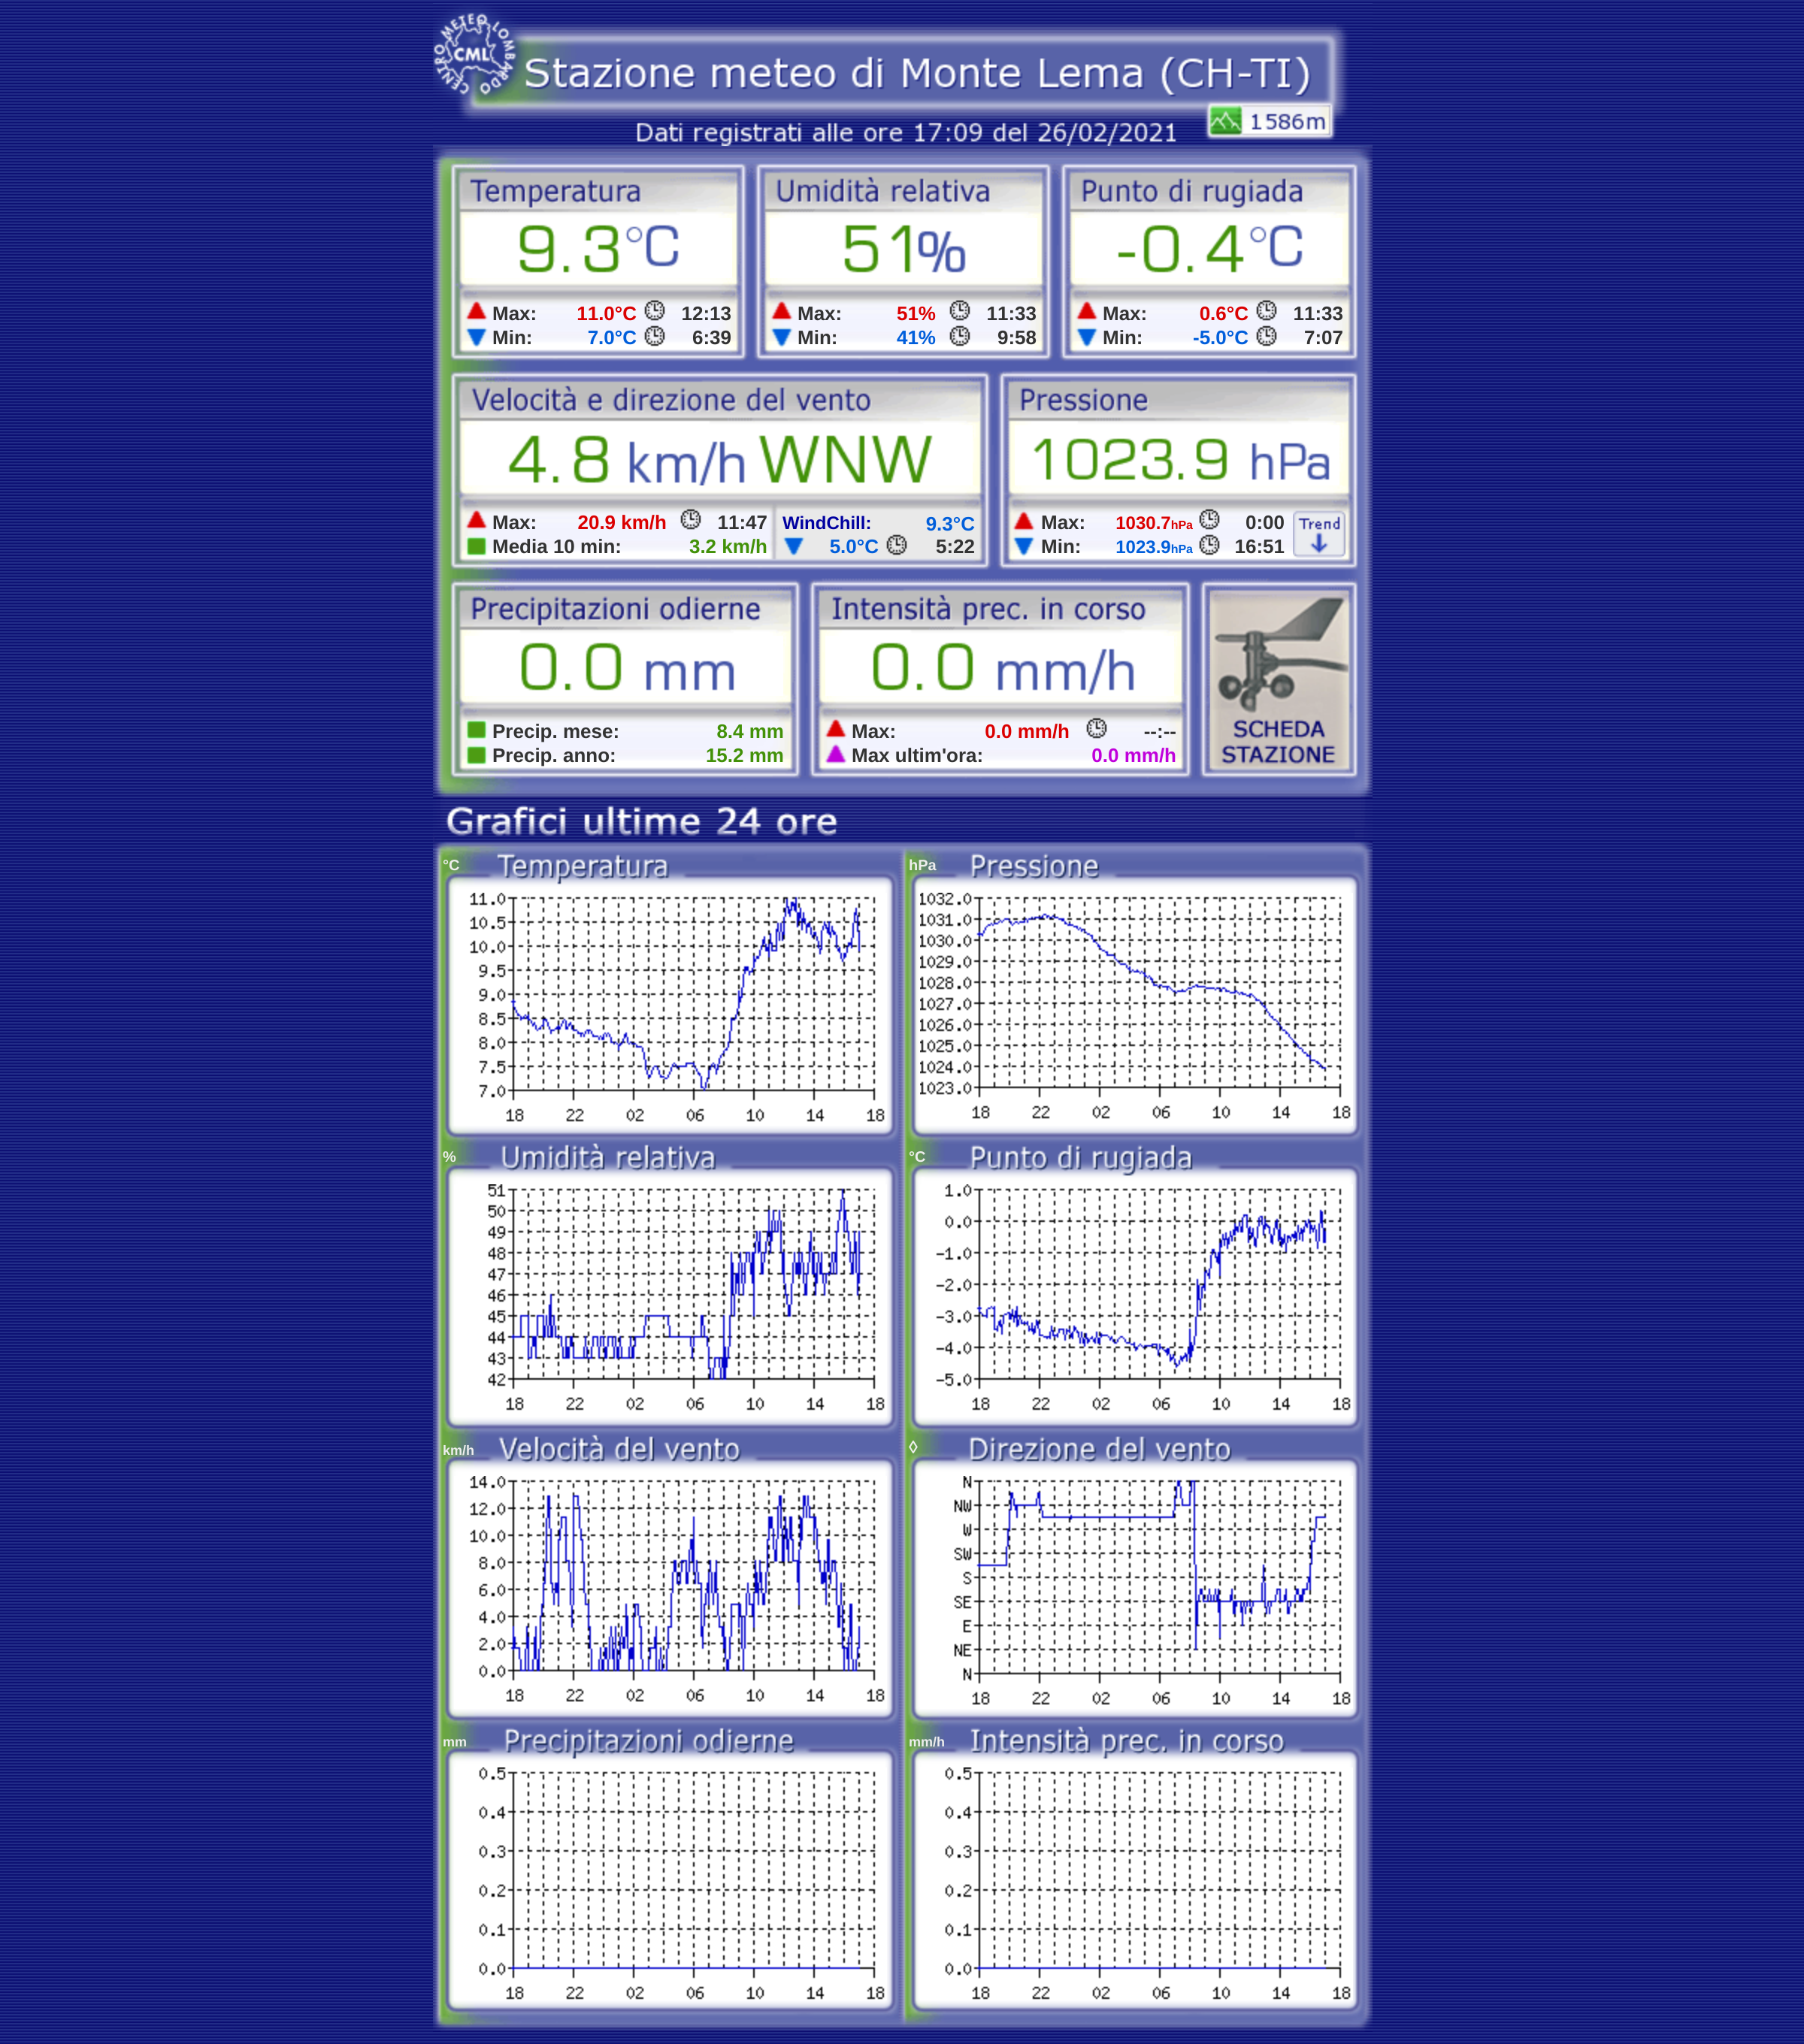 CENTRO METEO LOMBARDO
CML
Stazione meteo di Monte Lema (CH-TI)
1586m
Dati registrati alle ore 17:09 del 26/02/2021
Temperatura
9.3°C
Max: 11.0°C 12:13
Min: 7.0°C 6:39
Umidità relativa
51%
Max: 51% 11:33
Min: 41% 9:58
Punto di rugiada
-0.4°C
Max: 0.6°C 11:33
Min: -5.0°C 7:07
Velocità e direzione del vento
4.8 km/h WNW
Max: 20.9 km/h 11:47
Media 10 min: 3.2 km/h
WindChill: 9.3°C
5.0°C 5:22
Pressione
1023.9 hPa
Max: 1030.7hPa 0:00
Min: 1023.9hPa 16:51
Trend
Precipitazioni odierne
0.0 mm
Precip. mese: 8.4 mm
Precip. anno: 15.2 mm
Intensità prec. in corso
0.0 mm/h
Max: 0.0 mm/h --:--
Max ultim'ora: 0.0 mm/h
SCHEDA
STAZIONE
Grafici ultime 24 ore
°C Temperatura
11.0
10.5
10.0
9.5
9.0
8.5
8.0
7.5
7.0
18 22 02 06 10 14 18
hPa Pressione
1032.0
1031.0
1030.0
1029.0
1028.0
1027.0
1026.0
1025.0
1024.0
1023.0
18 22 02 06 10 14 18
% Umidità relativa
51
50
49
48
47
46
45
44
43
42
18 22 02 06 10 14 18
°C Punto di rugiada
1.0
0.0
-1.0
-2.0
-3.0
-4.0
-5.0
18 22 02 06 10 14 18
km/h Velocità del vento
14.0
12.0
10.0
8.0
6.0
4.0
2.0
0.0
18 22 02 06 10 14 18
◊ Direzione del vento
N
NW
W
SW
S
SE
E
NE
N
18 22 02 06 10 14 18
mm Precipitazioni odierne
0.5
0.4
0.3
0.2
0.1
0.0
18 22 02 06 10 14 18
mm/h Intensità prec. in corso
0.5
0.4
0.3
0.2
0.1
0.0
18 22 02 06 10 14 18